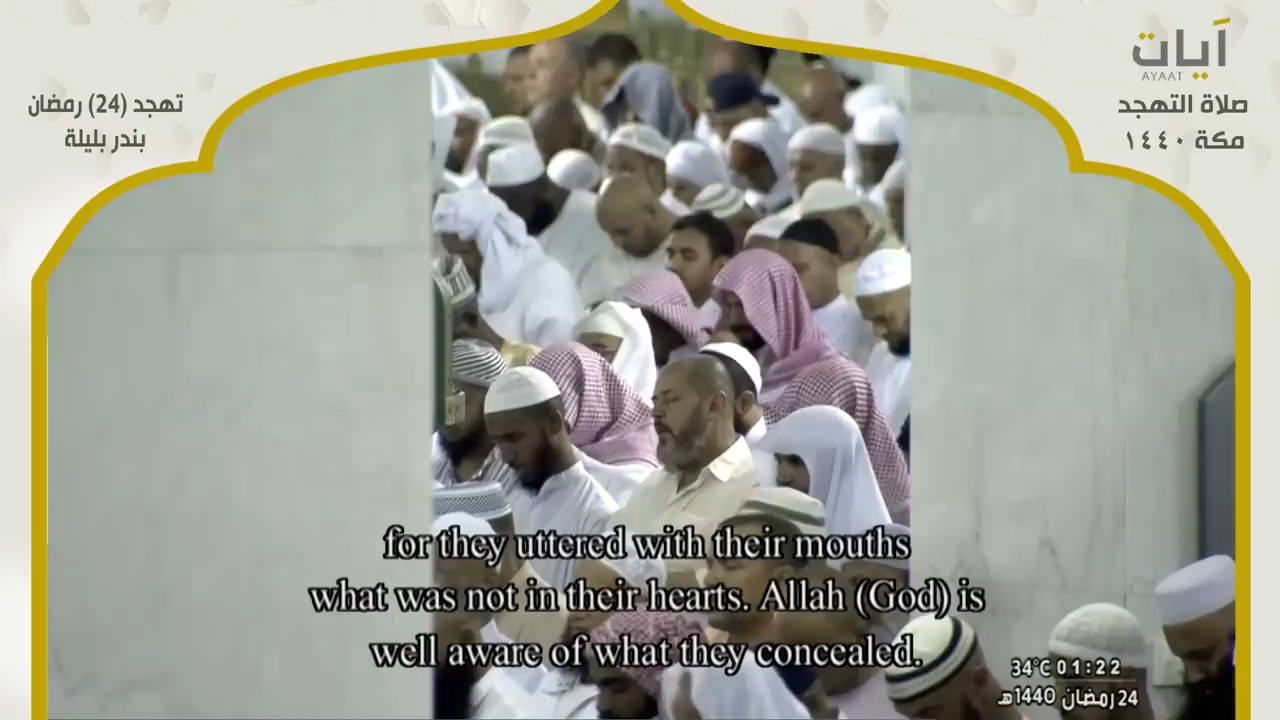 آيات
AYAAT
صلاة التهجد
مكة ١٤٤٠
تهجد (24) رمضان
بندر بليلة
for they uttered with their mouths
what was not in their hearts. Allah (God) is
well aware of what they concealed.
34°C 01:22
24 رمضان 1440هـ